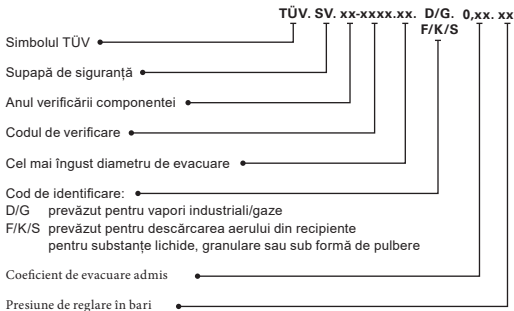 TÜV. SV. xx-xxxx.xx. D/G. 0,xx. xx
F/K/S
Simbolul TÜV
Supapă de siguranță
Anul verificării componentei
Codul de verificare
Cel mai îngust diametru de evacuare
Cod de identificare:
D/G prevăzut pentru vapori industriali/gaze
F/K/S prevăzut pentru descărcarea aerului din recipiente
pentru substanțe lichide, granulare sau sub formă de pulbere
Coeficient de evacuare admis
Presiune de reglare în bari